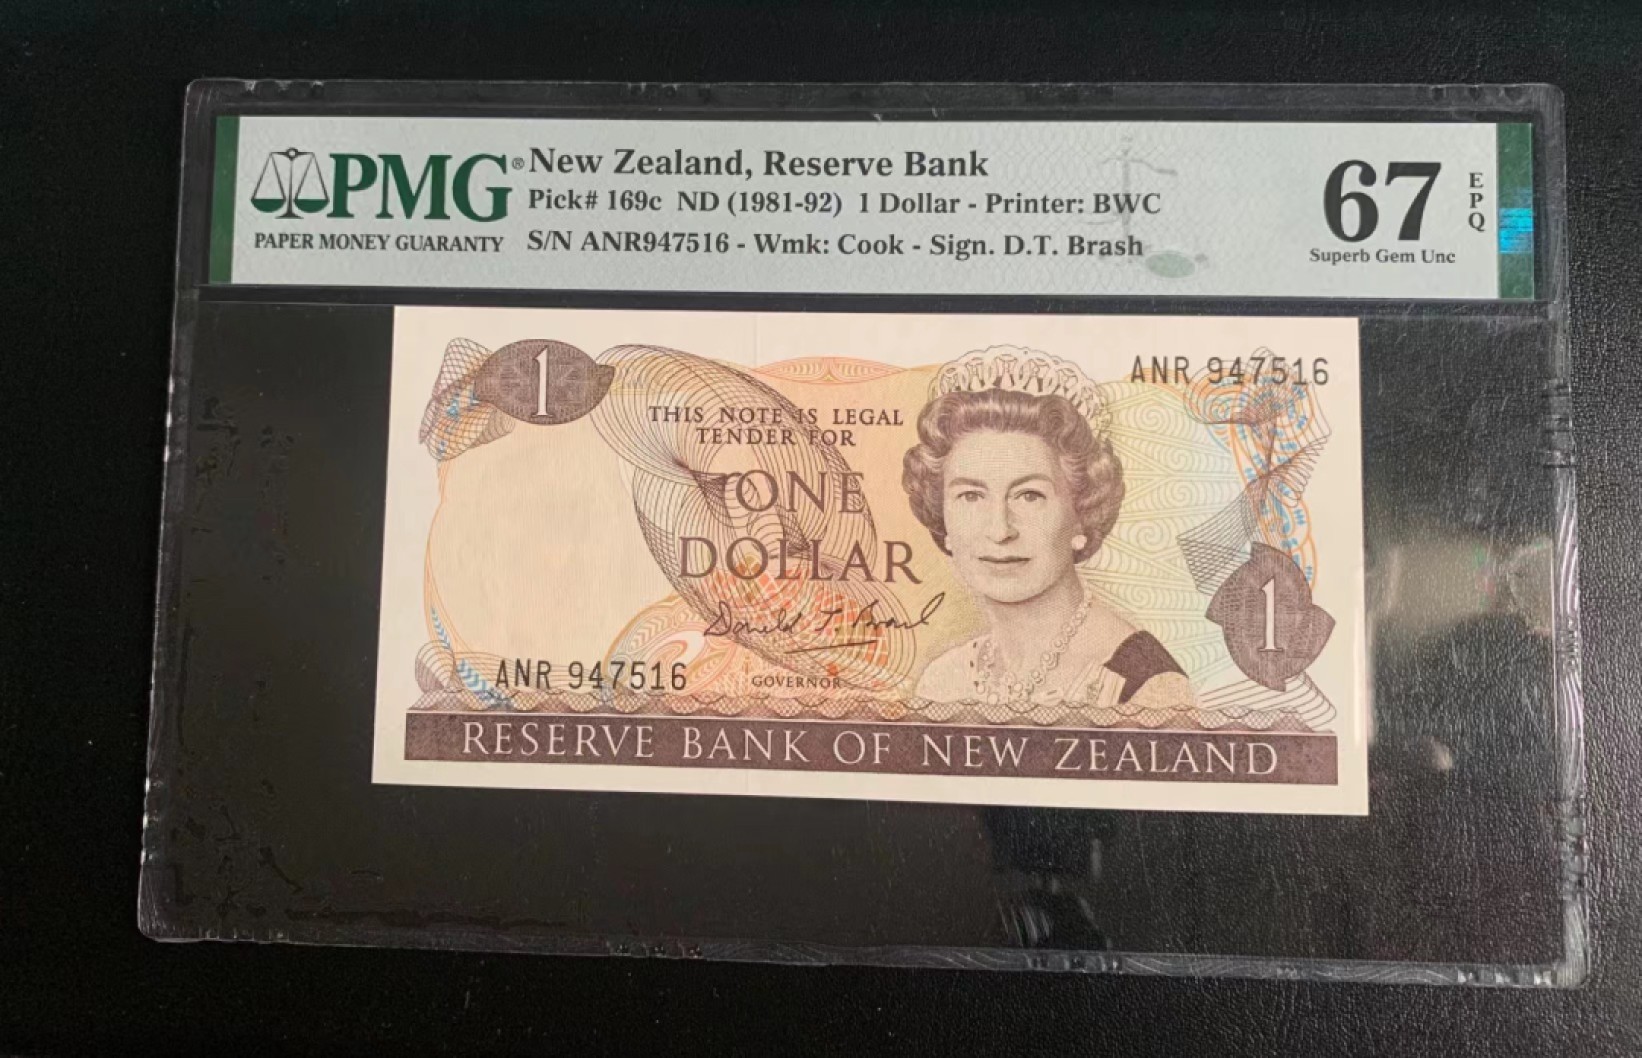 PMG®
PAPER MONEY GUARANTY
New Zealand, Reserve Bank
Pick# 169c ND (1981-92) 1 Dollar - Printer: BWC
S/N ANR947516 - Wmk: Cook - Sign. D.T. Brash
67
EPQ
Superb Gem Unc
1
ANR 947516
THIS NOTE IS LEGAL
TENDER FOR
ONE
DOLLAR
Donald T. Brash
1
ANR 947516
GOVERNOR
RESERVE BANK OF NEW ZEALAND